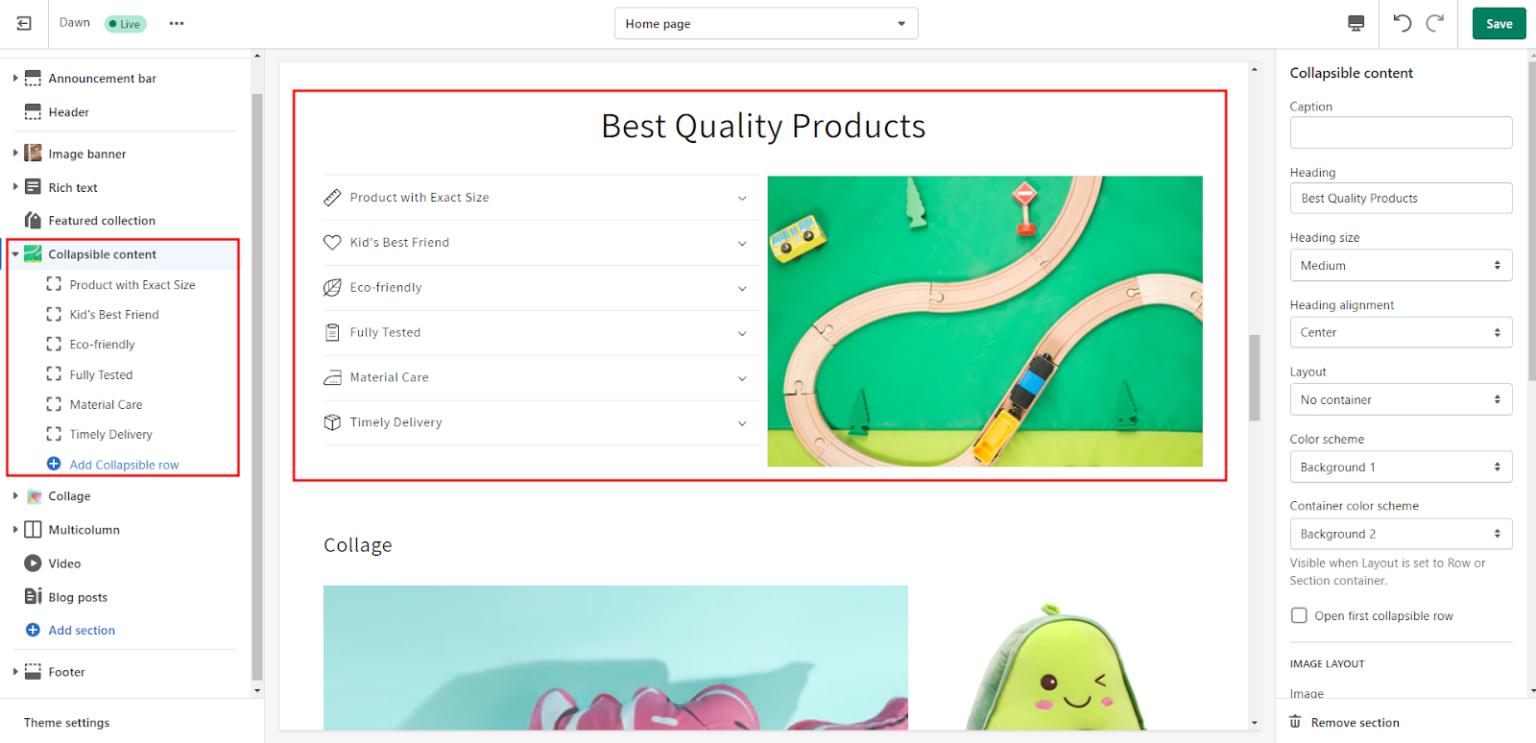 Dawn
Live
Home page
Save
Announcement bar
Header
Image banner
Rich text
Featured collection
Collapsible content
Product with Exact Size
Kid's Best Friend
Eco-friendly
Fully Tested
Material Care
Timely Delivery
Add Collapsible row
Collage
Multicolumn
Video
Blog posts
Add section
Footer
Theme settings
Best Quality Products
Product with Exact Size
Kid's Best Friend
Eco-friendly
Fully Tested
Material Care
Timely Delivery
Collage
Collapsible content
Caption
Heading
Best Quality Products
Heading size
Medium
Heading alignment
Center
Layout
No container
Color scheme
Background 1
Container color scheme
Background 2
Visible when Layout is set to Row or
Section container.
Open first collapsible row
IMAGE LAYOUT
Image
Remove section